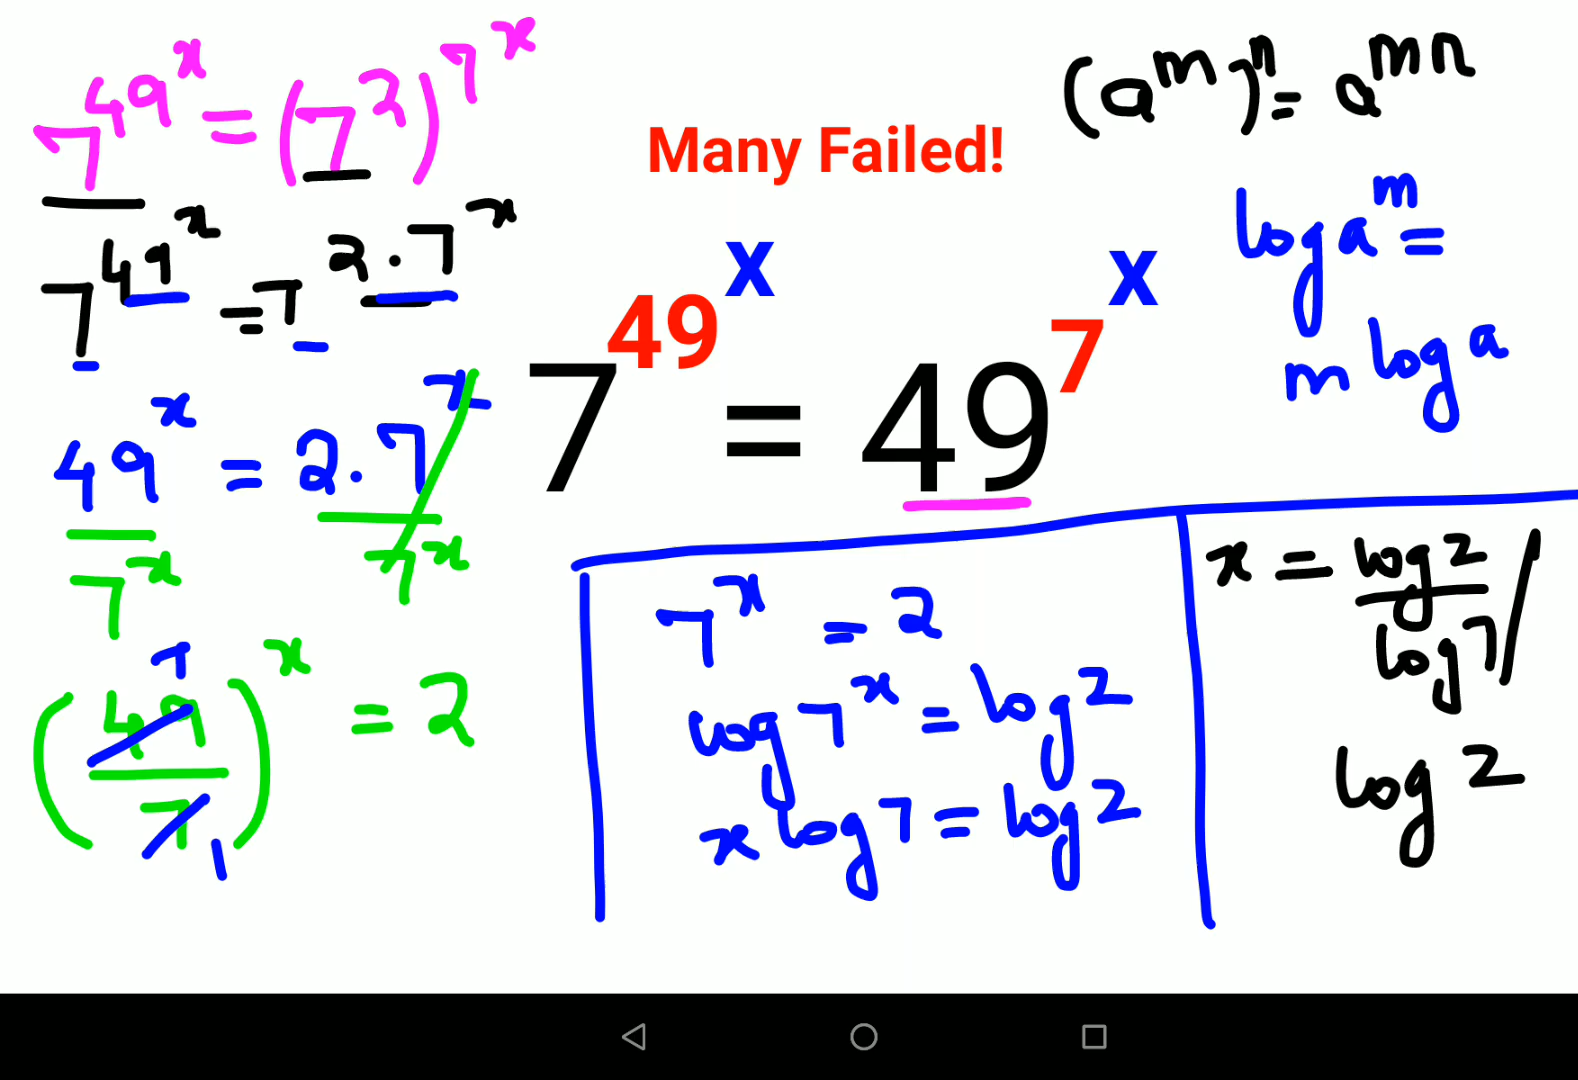 7^49^x = (7^2)^7^x
7^49^x = 7^2.7^x
49^x = 2.7^x
7^x 7^x
(49/7)^x = 2
7
1
Many Failed!
7^49^x = 49^7^x
(a^m)^n = a^mn
log a^m =
m log a
7^x = 2
log 7^x = log 2
x log 7 = log 2
x = log 2 / log 7
log 2